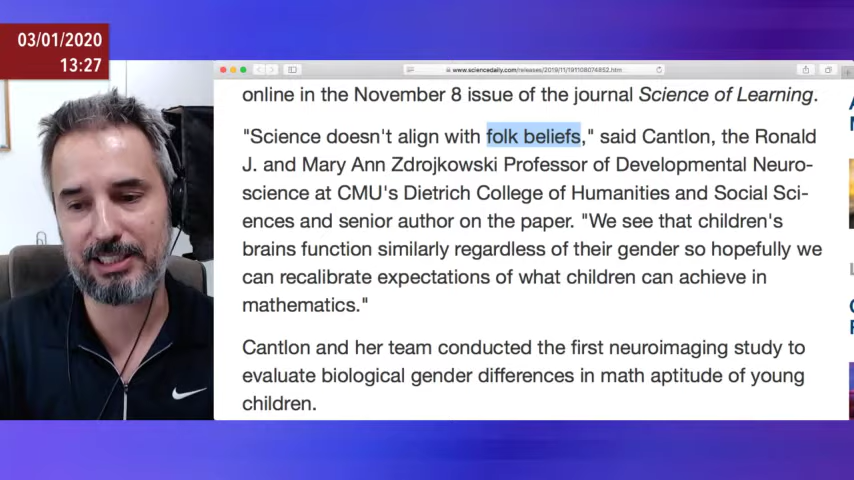 03/01/2020
13:27
www.sciencedaily.com/releases/2019/11/191108074852.htm
online in the November 8 issue of the journal Science of Learning.
"Science doesn't align with folk beliefs," said Cantlon, the Ronald
J. and Mary Ann Zdrojkowski Professor of Developmental Neuro-
science at CMU's Dietrich College of Humanities and Social Sci-
ences and senior author on the paper. "We see that children's
brains function similarly regardless of their gender so hopefully we
can recalibrate expectations of what children can achieve in
mathematics."
Cantlon and her team conducted the first neuroimaging study to
evaluate biological gender differences in math aptitude of young
children.